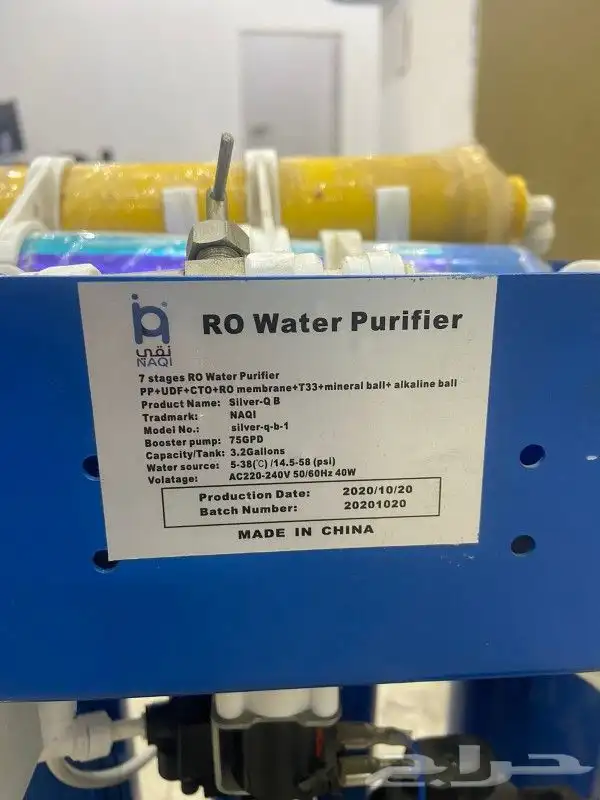 نقي
NAQI
RO Water Purifier
7 stages RO Water Purifier
PP+UDF+CTO+RO membrane+T33+mineral ball+ alkaline ball
Product Name: Silver-Q B
Tradmark: NAQI
Model No.: silver-q-b-1
Booster pump: 75GPD
Capacity/Tank: 3.2Gallons
Water source: 5-38(℃) /14.5-58 (psi)
Volatage: AC220-240V 50/60Hz 40W
Production Date: 2020/10/20
Batch Number: 20201020
MADE IN CHINA
حراج